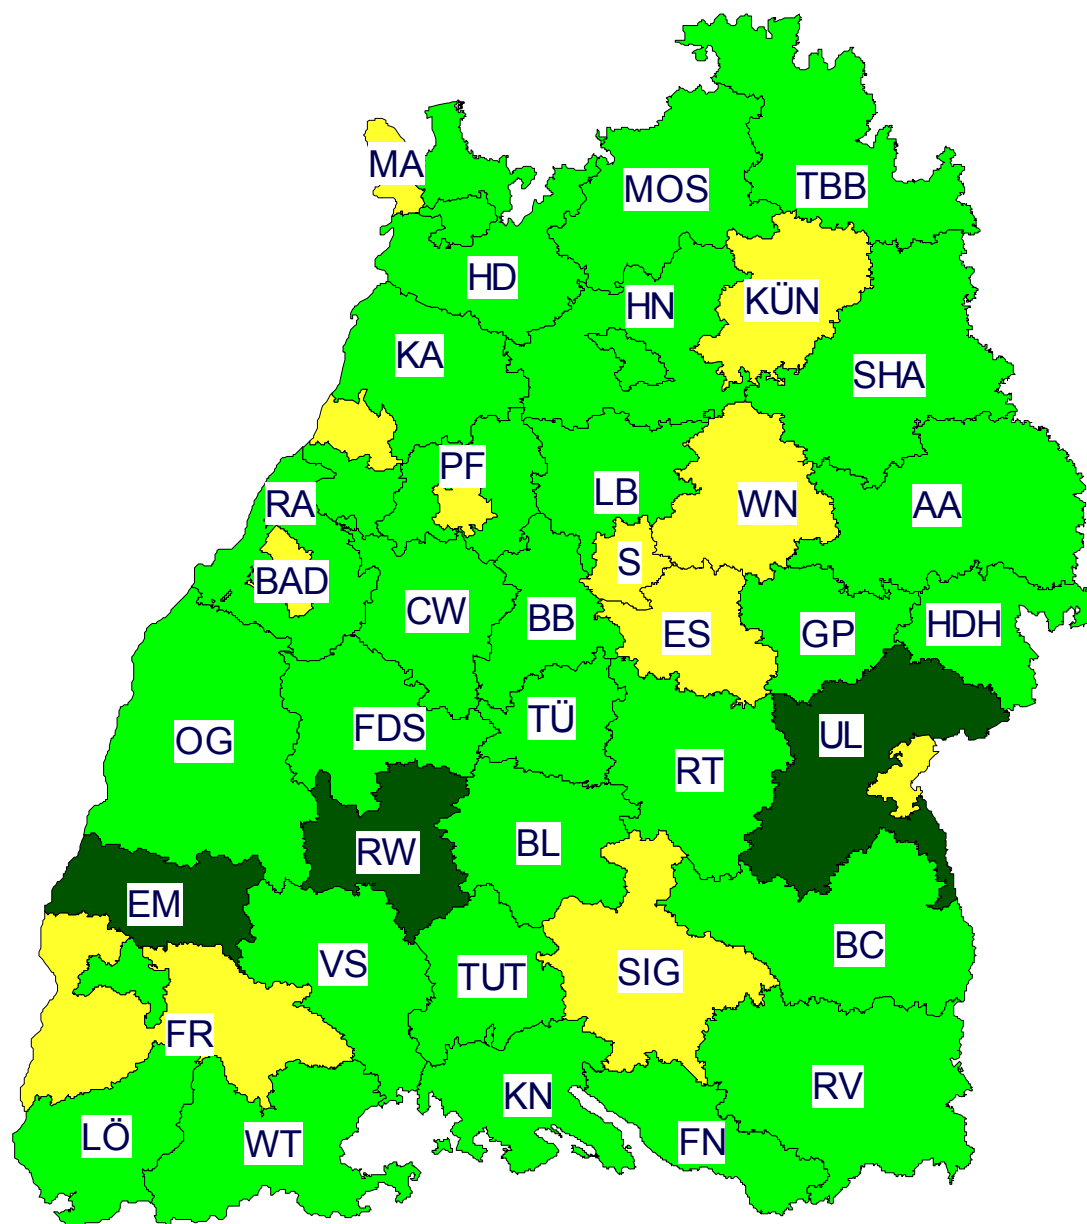 MA
MOS
TBB
HD
HN
KÜN
KA
SHA
PF
LB
WN
AA
RA
S
BAD
CW
BB
ES
GP
HDH
OG
FDS
TÜ
RT
UL
RW
BL
EM
VS
TUT
SIG
BC
FR
KN
RV
LÖ
WT
FN